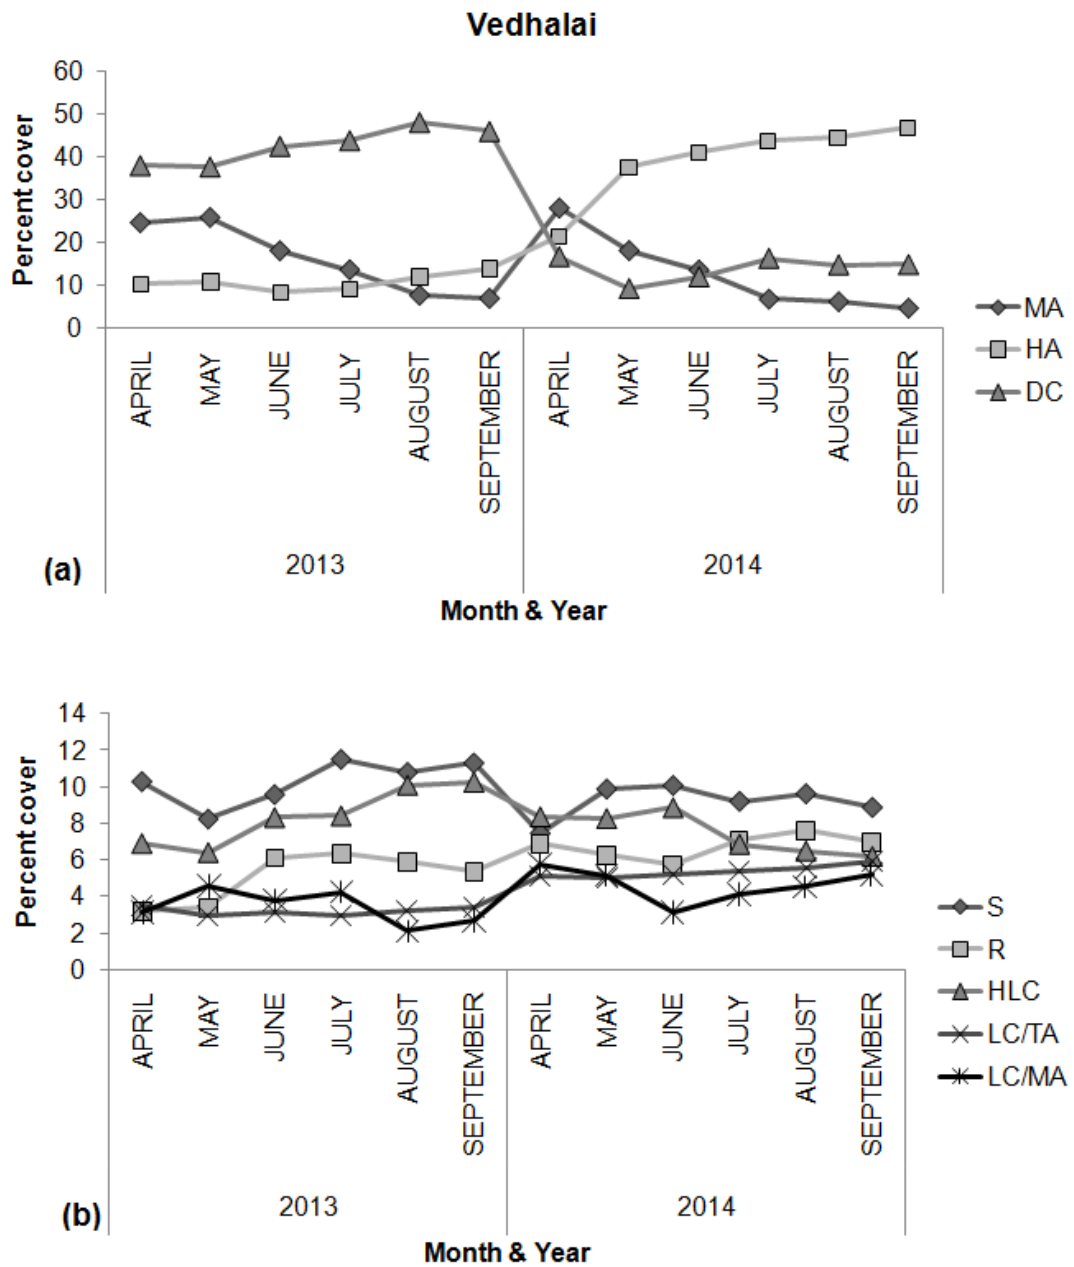 Vedhalai
60
50
40
30
20
10
0
Percent cover
APRIL
MAY
JUNE
JULY
AUGUST
SEPTEMBER
APRIL
MAY
JUNE
JULY
AUGUST
SEPTEMBER
2013
2014
(a)
Month & Year
MA
HA
DC
14
12
10
8
6
4
2
0
Percent cover
APRIL
MAY
JUNE
JULY
AUGUST
SEPTEMBER
APRIL
MAY
JUNE
JULY
AUGUST
SEPTEMBER
2013
2014
(b)
Month & Year
S
R
HLC
LC/TA
LC/MA